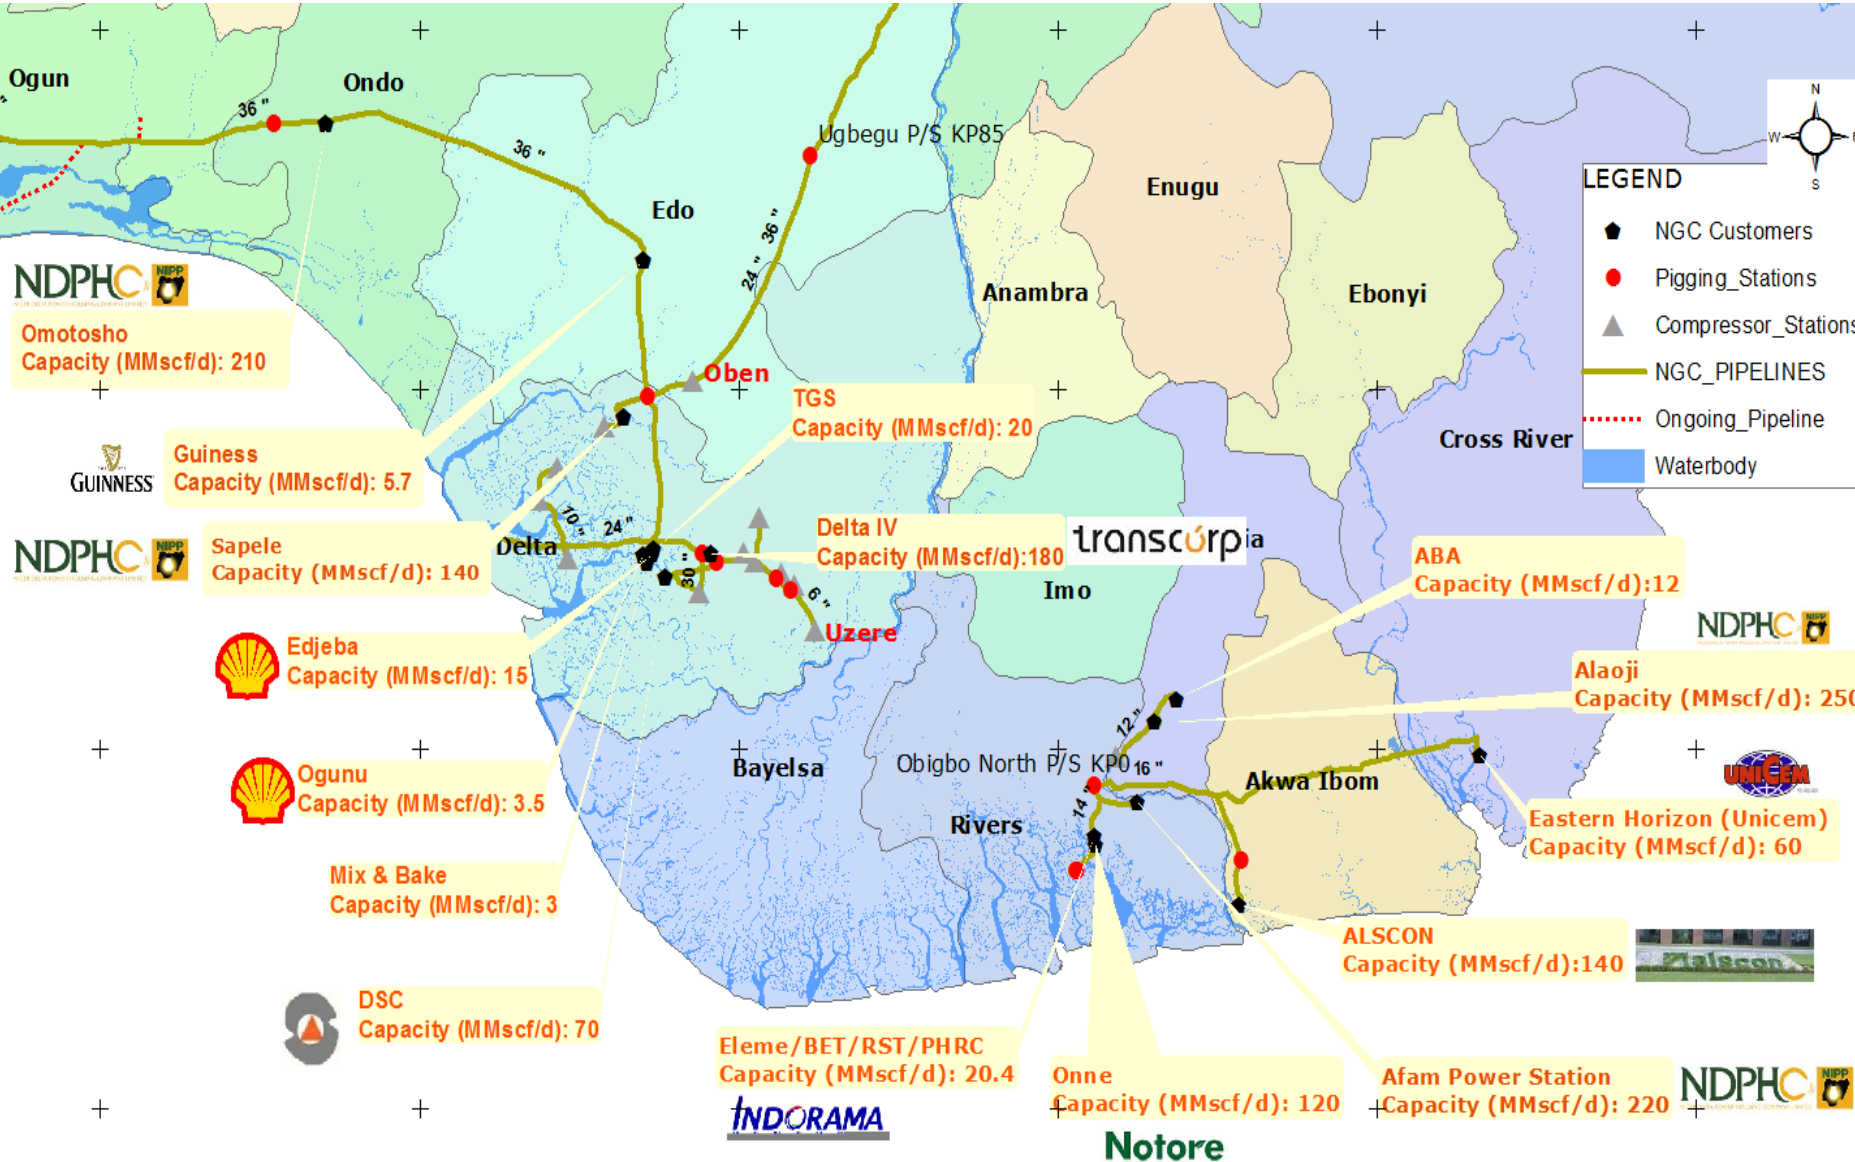 Ogun
Ondo
36 "
36 "
Ugbegu P/S KP85
Edo
24 " 36 "
Enugu
Anambra
Ebonyi
Cross River
N
W
S
LEGEND
NGC Customers
Pigging_Stations
Compressor_Stations
NGC_PIPELINES
Ongoing_Pipeline
Waterbody
NDPHC NIPP
Omotosho
Capacity (MMscf/d): 210
Oben
TGS
Capacity (MMscf/d): 20
GUINNESS
Guiness
Capacity (MMscf/d): 5.7
NDPHC NIPP
Sapele
Capacity (MMscf/d): 140
Delta
10 "
24 "
30 "
6 "
Uzere
Delta IV
Capacity (MMscf/d):180
transcorp
ia
Imo
ABA
Capacity (MMscf/d):12
NDPHC NIPP
Alaoji
Capacity (MMscf/d): 250
Edjeba
Capacity (MMscf/d): 15
Ogunu
Capacity (MMscf/d): 3.5
Mix & Bake
Capacity (MMscf/d): 3
DSC
Capacity (MMscf/d): 70
Bayelsa
12"
Obigbo North P/S KP0
16 "
14 "
Rivers
Akwa Ibom
UNICEM
Eastern Horizon (Unicem)
Capacity (MMscf/d): 60
ALSCON
Capacity (MMscf/d):140
alscon
Eleme/BET/RST/PHRC
Capacity (MMscf/d): 20.4
INDORAMA
Onne
Capacity (MMscf/d): 120
Notore
Afam Power Station
Capacity (MMscf/d): 220
NDPHC NIPP